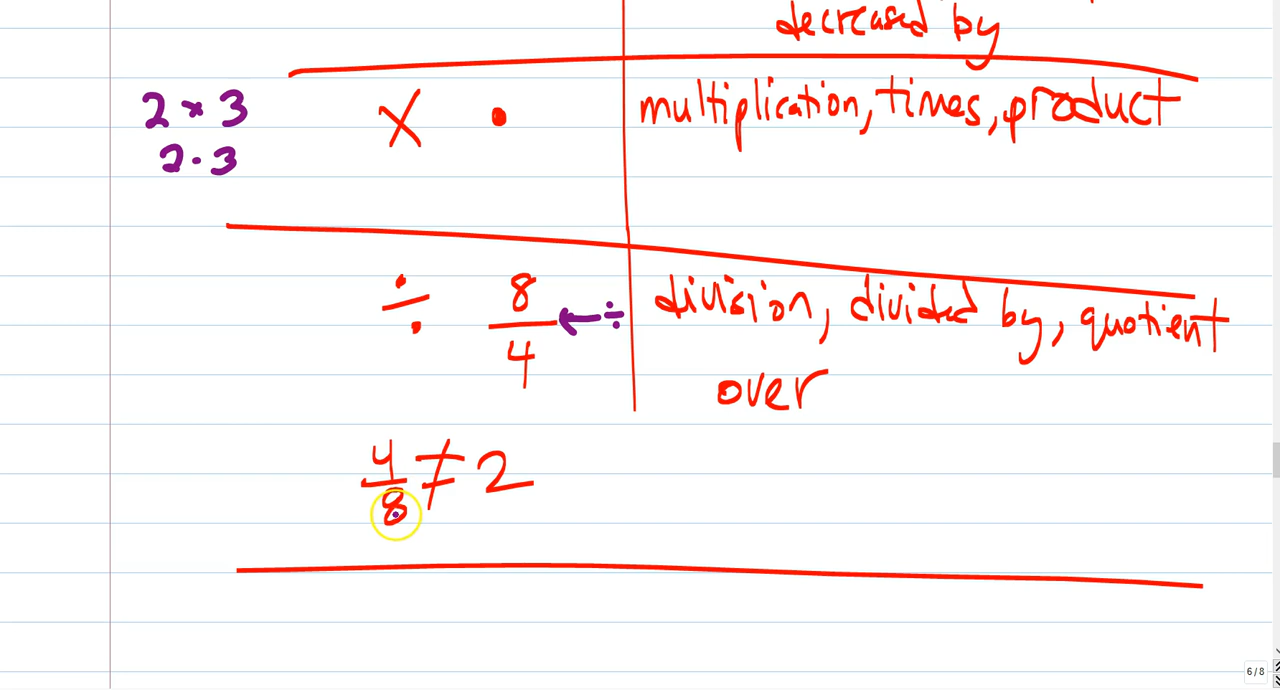 decreased by
2 × 3
2 · 3
× · multiplication, times, product
÷ 8/4 ← ÷ division, divided by, quotient
over
4/8 ≠ 2
6 / 8